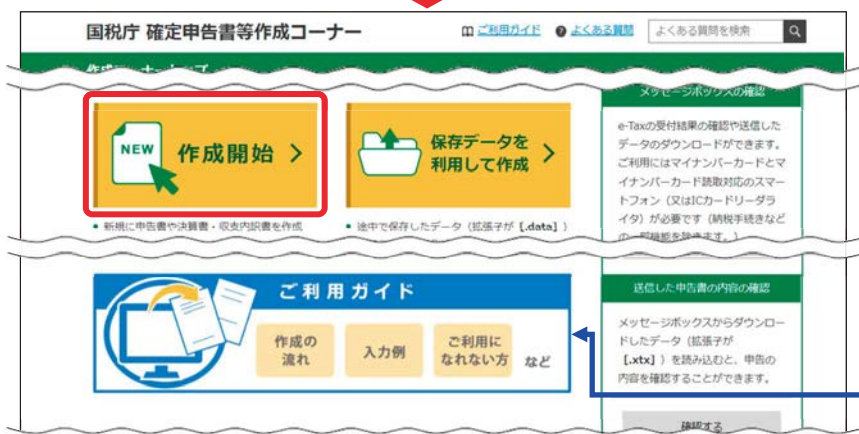 国税庁 確定申告書等作成コーナー
ご利用ガイド
よくある質問
よくある質問を検索
メッセージボックスの確認
NEW
作成開始
保存データを
利用して作成
e-Taxの受付結果の確認や送信した
データのダウンロードができます。
ご利用にはマイナンバーカードとマ
イナンバーカード読取対応のスマー
トフォン（又はICカードリーダラ
イタ）が必要です（納税手続きなど
の一部機能を除きます。）
• 新規に申告書や決算書・収支内訳書を作成
• 途中で保存したデータ（拡張子が【.data】）
ご利用ガイド
作成の
流れ
入力例
ご利用に
なれない方
など
送信した申告書の内容の確認
メッセージボックスからダウンロー
ドしたデータ（拡張子が
【.xtx】）を読み込むと、申告の
内容を確認することができます。
確認する